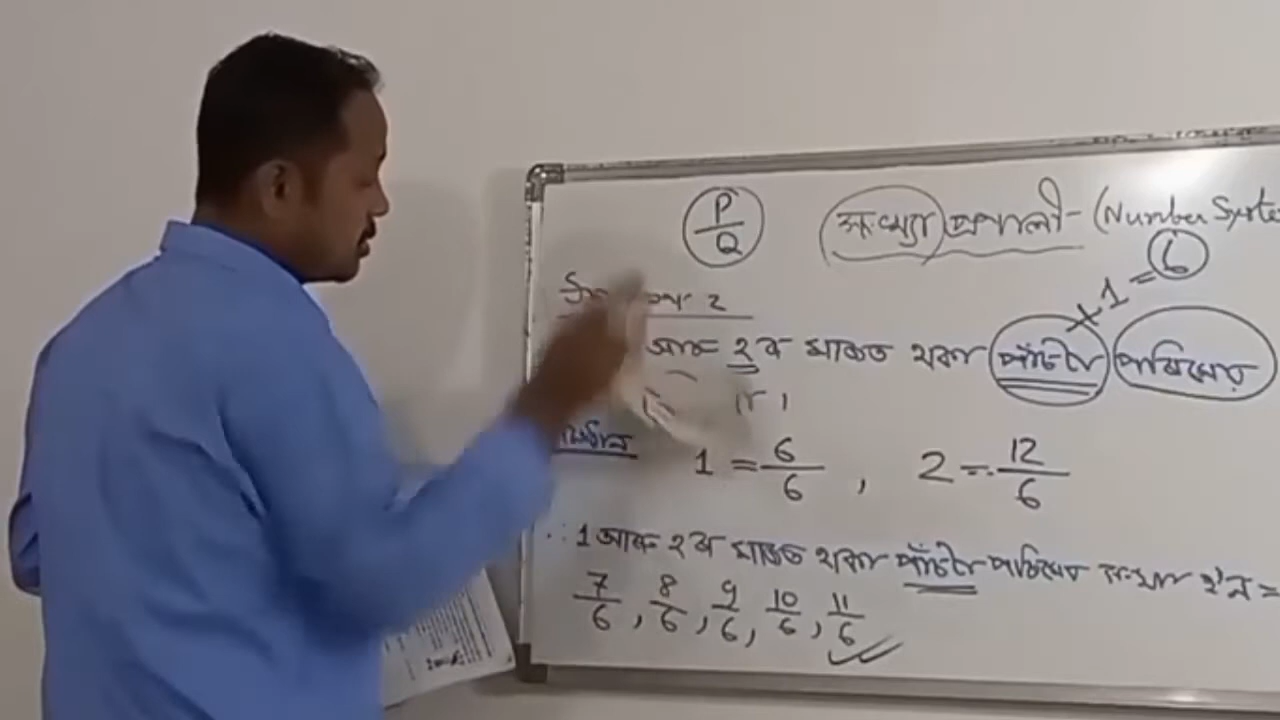 P/Q
সংখ্যা প্ৰণালী - (Number Syste
× 1 = 6
২
আৰু ২ৰ মাজত থকা পাঁচটা পৰিমেয়
1 = 6/6 , 2 = 12/6
∴ 1 আৰু ২ৰ মাজত থকা পাঁচটা পৰিমেয় সংখ্যা হ'ল =
7/6 , 8/6 , 9/6 , 10/6 , 11/6